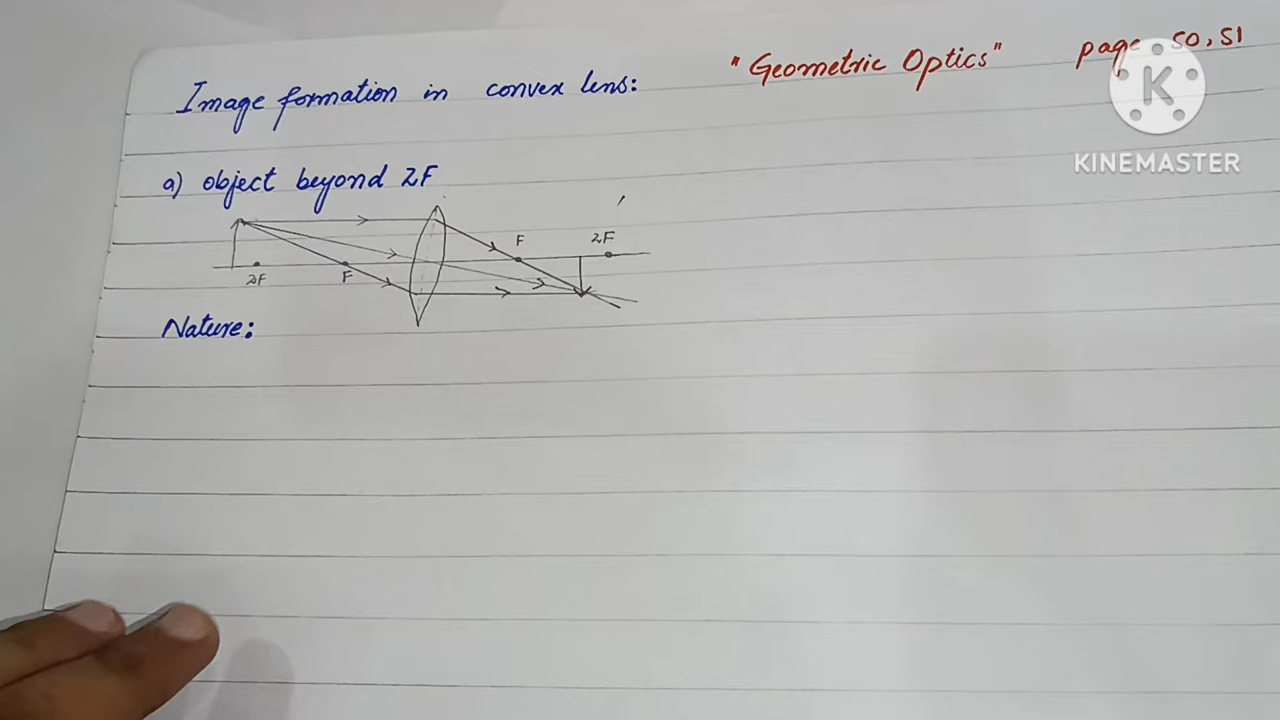 "Geometric Optics" page 50, 51
Image formation in convex lens:
K
KINEMASTER
a) object beyond 2F
F 2F
2F F
Nature: